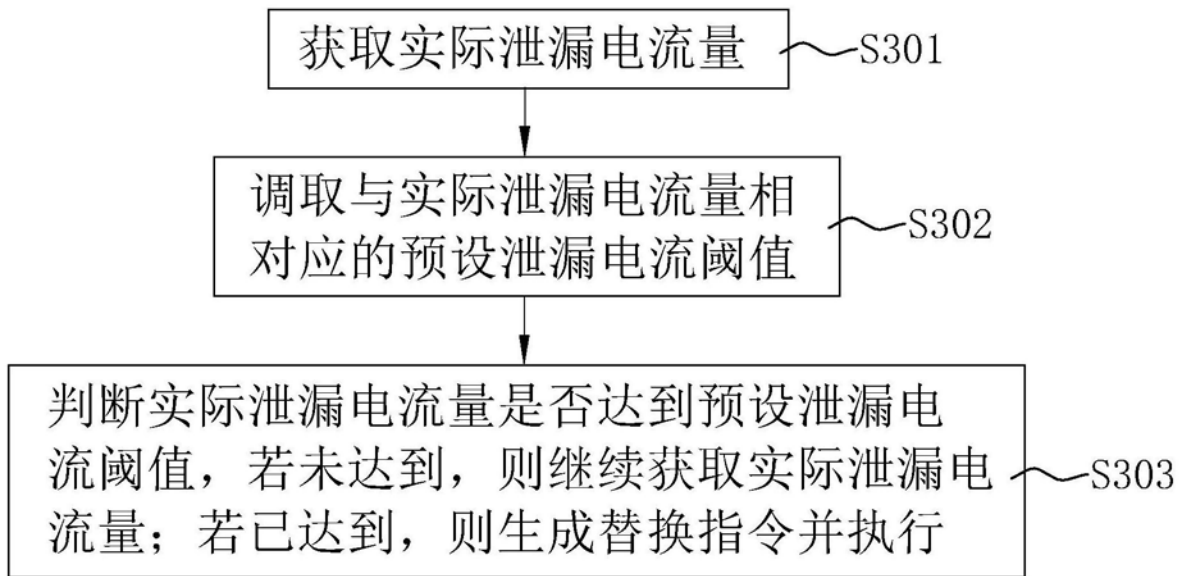 获取实际泄漏电流量
S301
调取与实际泄漏电流量相
对应的预设泄漏电流阈值
S302
判断实际泄漏电流量是否达到预设泄漏电
流阈值，若未达到，则继续获取实际泄漏电
流量；若已达到，则生成替换指令并执行
S303